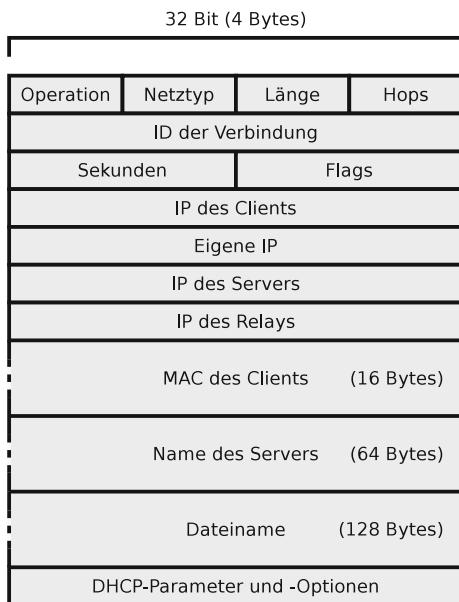 32 Bit (4 Bytes)
Operation Netztyp Länge Hops
ID der Verbindung
Sekunden Flags
IP des Clients
Eigene IP
IP des Servers
IP des Relays
MAC des Clients (16 Bytes)
Name des Servers (64 Bytes)
Dateiname (128 Bytes)
DHCP-Parameter und -Optionen